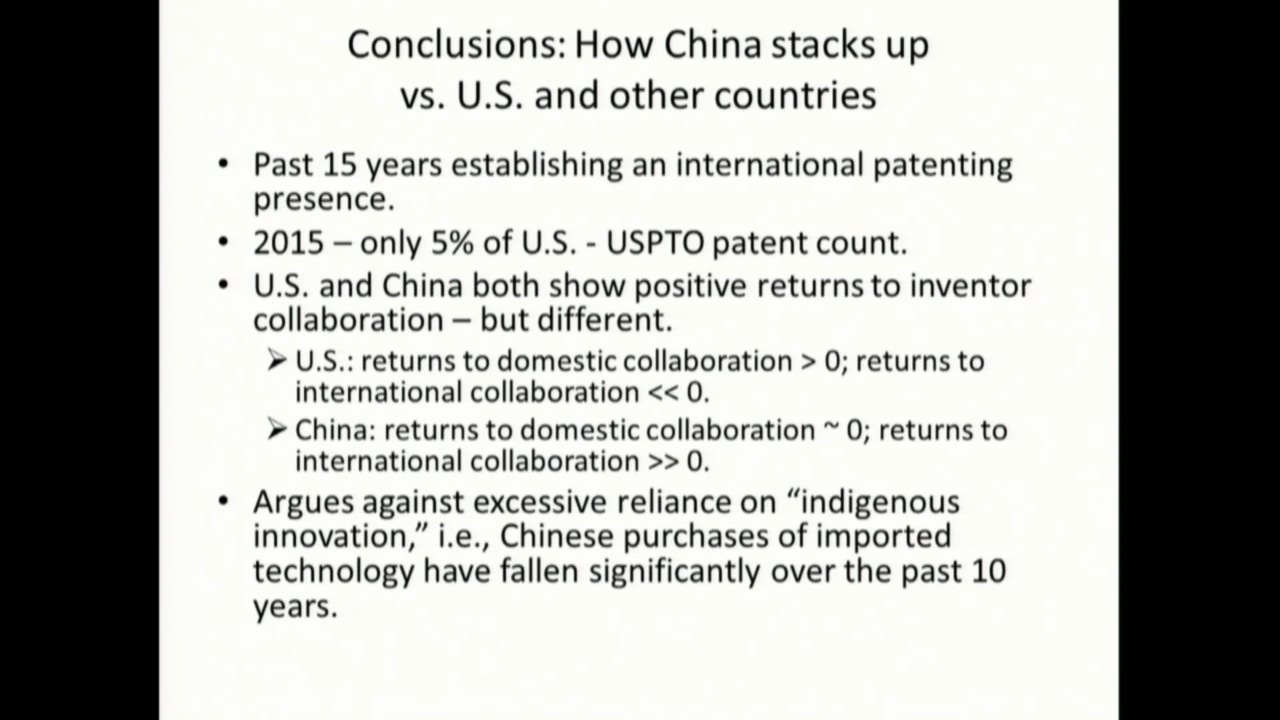 Conclusions: How China stacks up
vs. U.S. and other countries
• Past 15 years establishing an international patenting
presence.
• 2015 – only 5% of U.S. - USPTO patent count.
• U.S. and China both show positive returns to inventor
collaboration – but different.
➢ U.S.: returns to domestic collaboration > 0; returns to
international collaboration << 0.
➢ China: returns to domestic collaboration ~ 0; returns to
international collaboration >> 0.
• Argues against excessive reliance on “indigenous
innovation,” i.e., Chinese purchases of imported
technology have fallen significantly over the past 10
years.